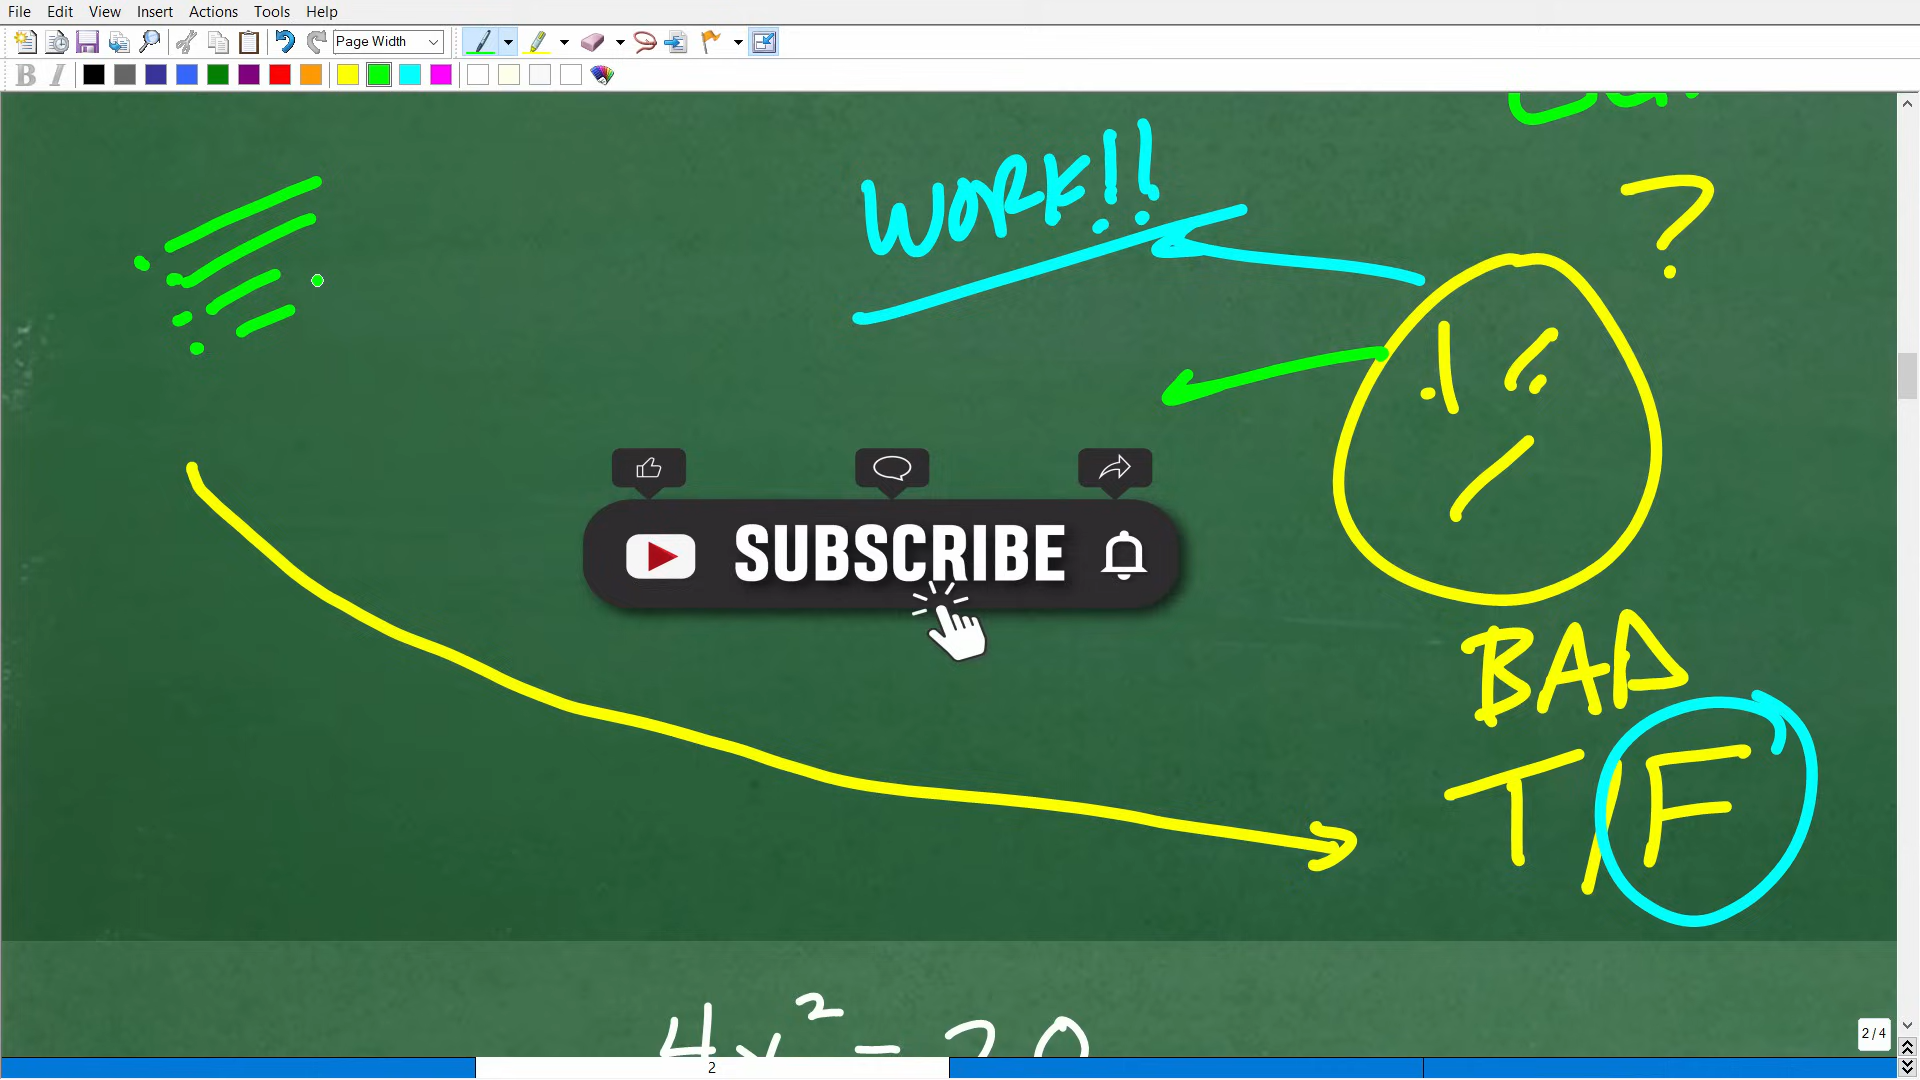 File Edit View Insert Actions Tools Help
Page Width
B I
WORK!!
?
SUBSCRIBE
BAD
T/F
2/4
2